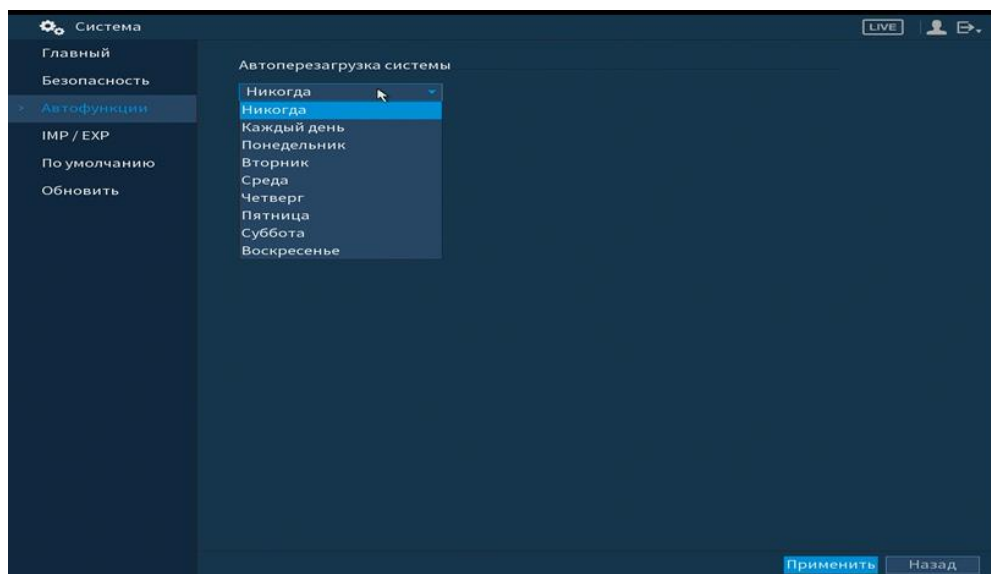 Система
LIVE
Главный
Безопасность
Автофункции
IMP / EXP
По умолчанию
Обновить
Автоперезагрузка системы
Никогда
Никогда
Каждый день
Понедельник
Вторник
Среда
Четверг
Пятница
Суббота
Воскресенье
Применить
Назад